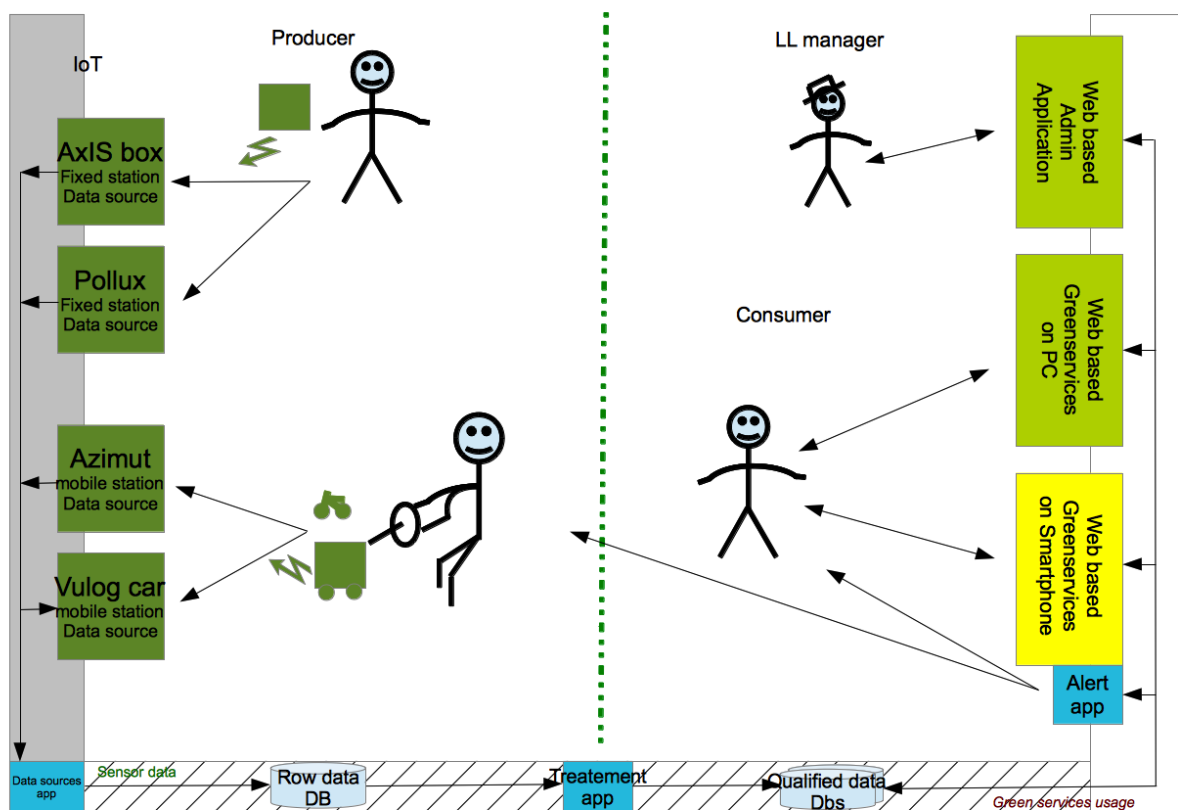 Producer
LL manager
IoT
AxIS box
Fixed station
Data source
Pollux
Fixed station
Data source
Azimut
mobile station
Data source
Vulog car
mobile station
Data source
Consumer
Web based
Admin
Application
Web based
Greenservices
on PC
Web based
Greenservices
on Smartphone
Alert
app
Data sources
app
Sensor data
Row data
DB
Treatement
app
Qualified data
Dbs
Green services usage